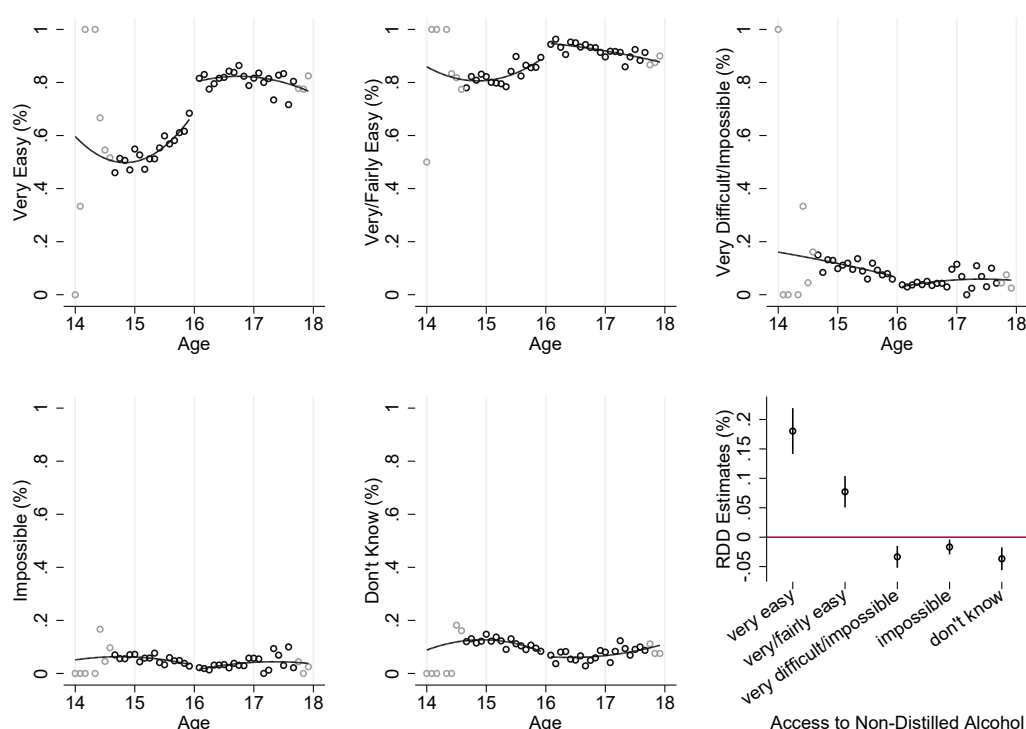 Very Easy (%)
1
.8
.6
.4
.2
0
14 15 16 17 18
Age
Very/Fairly Easy (%)
1
.8
.6
.4
.2
0
14 15 16 17 18
Age
Very Difficult/Impossible (%)
1
.8
.6
.4
.2
0
14 15 16 17 18
Age
Impossible (%)
1
.8
.6
.4
.2
0
14 15 16 17 18
Age
Don't Know (%)
1
.8
.6
.4
.2
0
14 15 16 17 18
Age
RDD Estimates (%)
.2
.15
.1
.05
0
-.05
very easy
very/fairly easy
very difficult/impossible
impossible
don't know
Access to Non-Distilled Alcohol